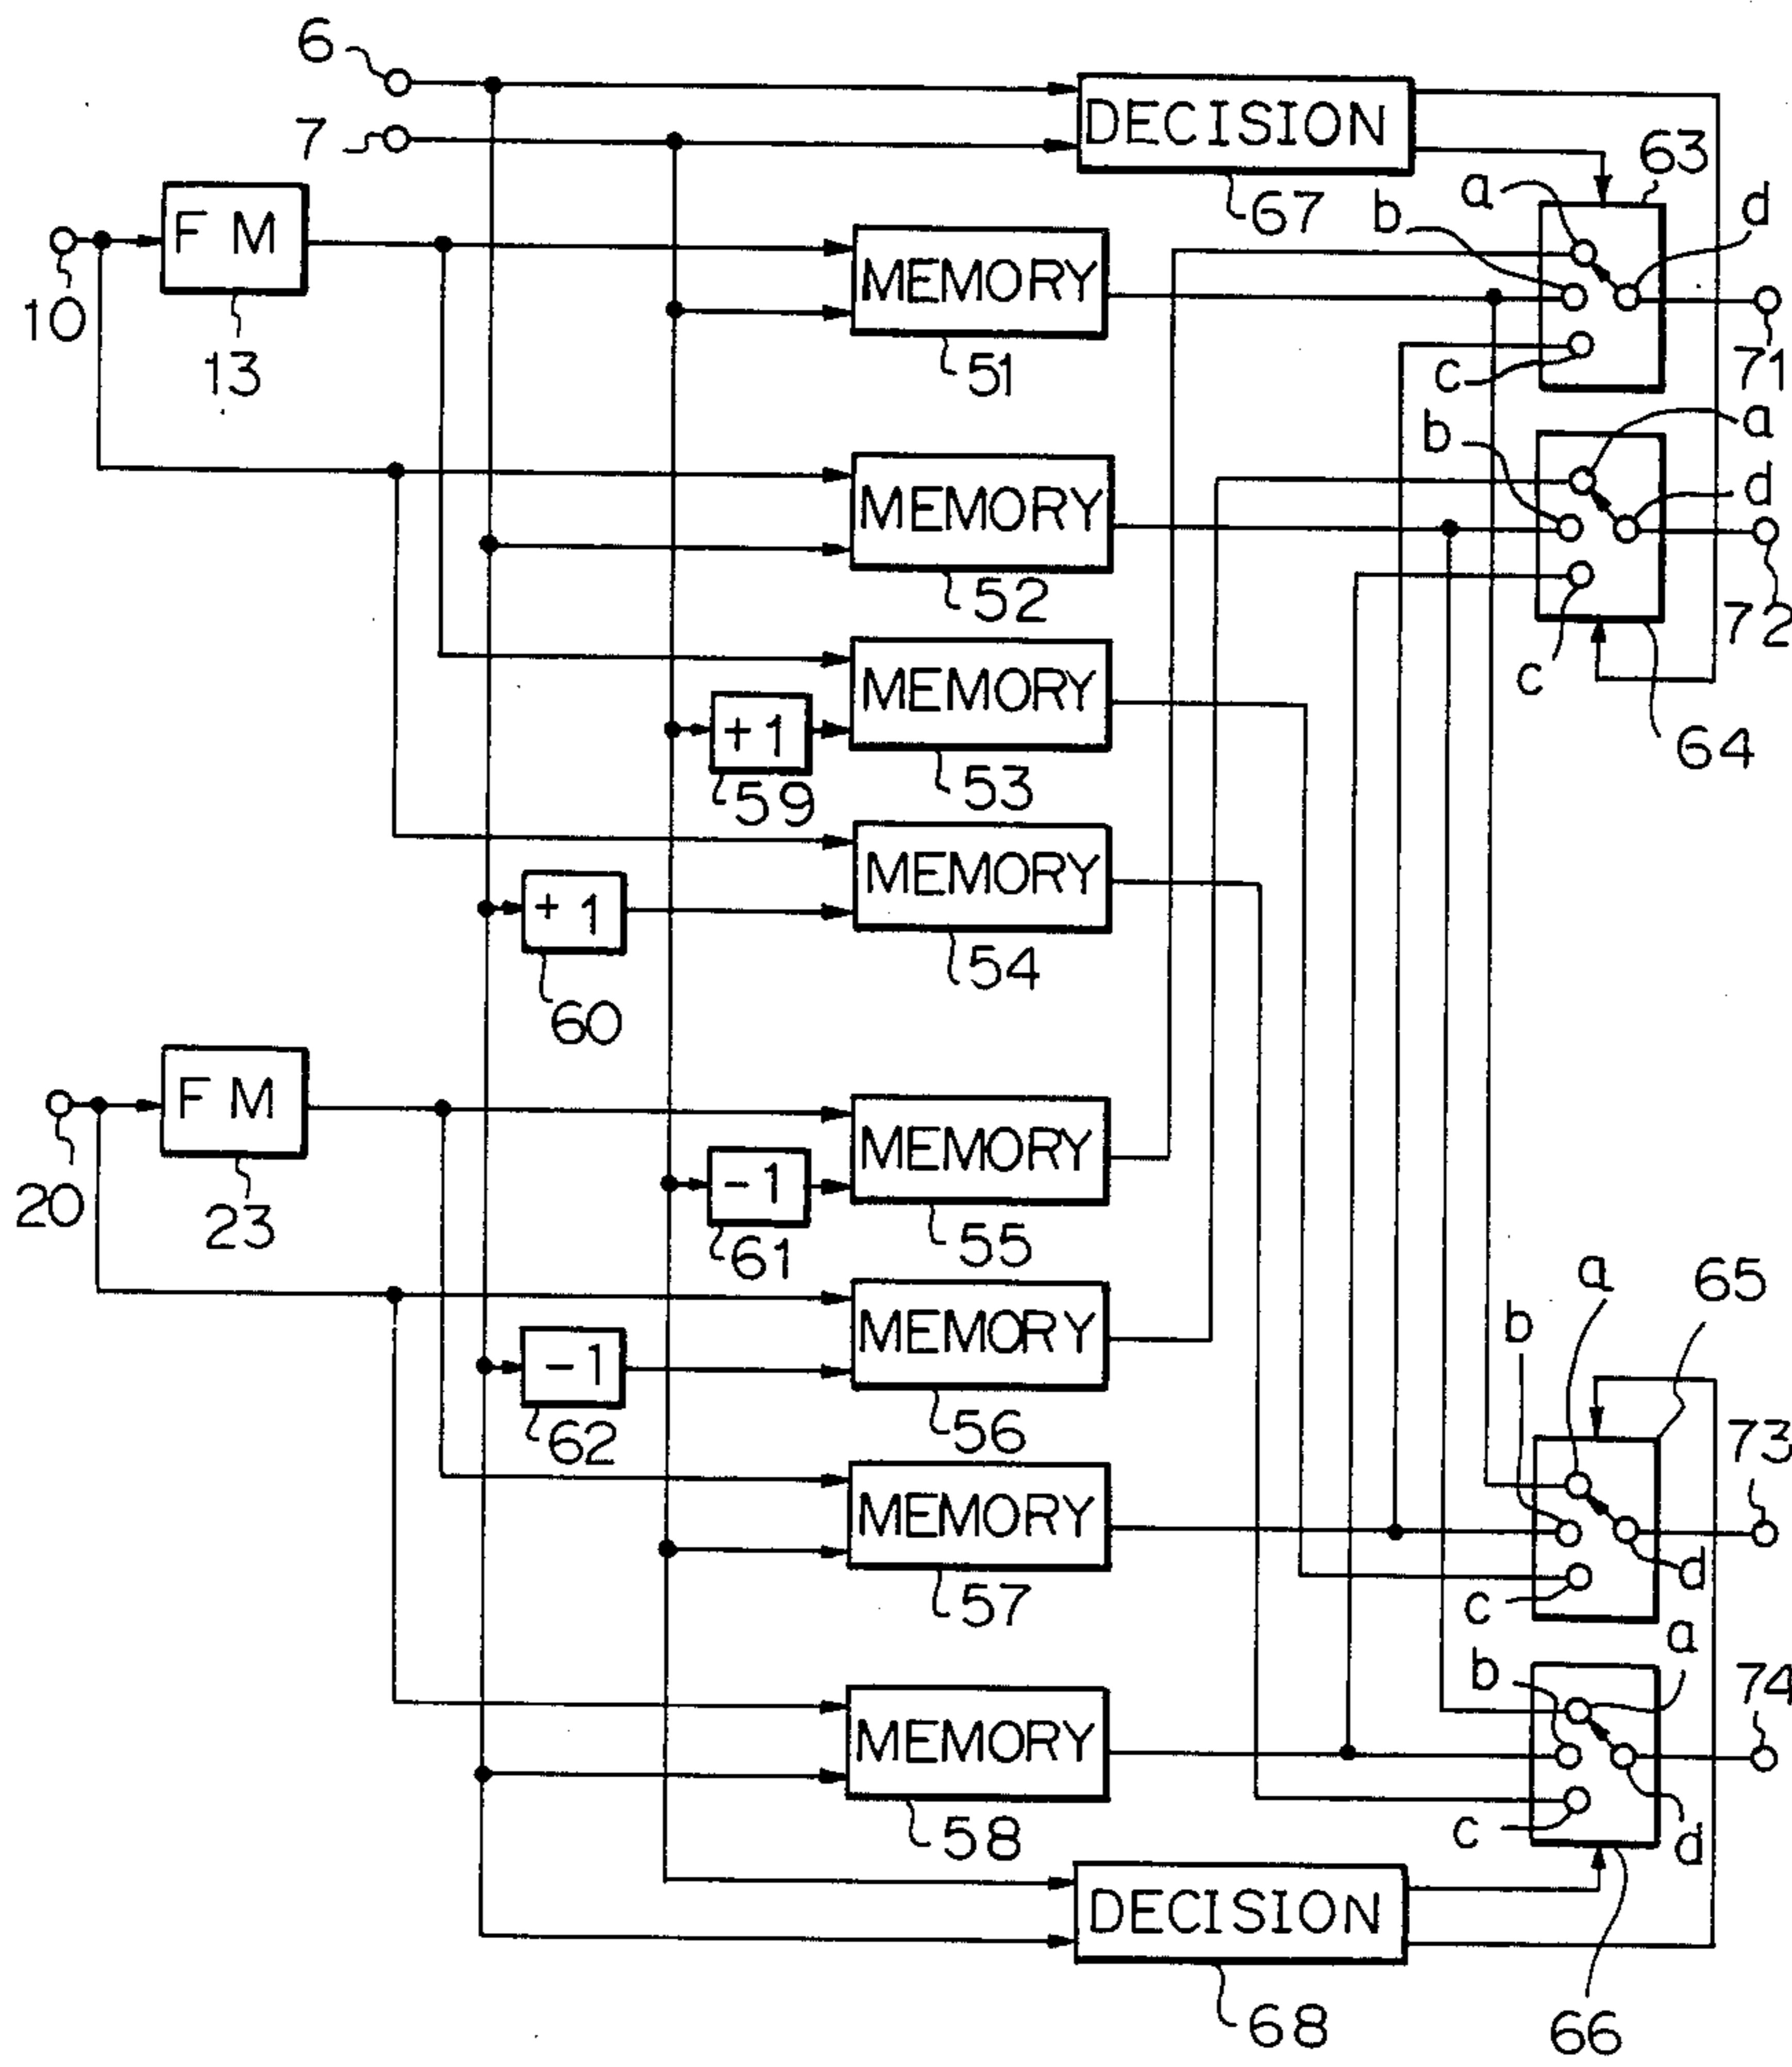 6
7
DECISION
67
63
a
b
d
c
71
10
F M
13
MEMORY
51
a
b
d
c
72
64
MEMORY
52
MEMORY
+1
59
53
MEMORY
+1
60
54
20
F M
23
MEMORY
-1
61
55
MEMORY
-1
62
56
a
65
b
73
d
c
MEMORY
57
a
b
74
c
d
MEMORY
58
DECISION
68
66